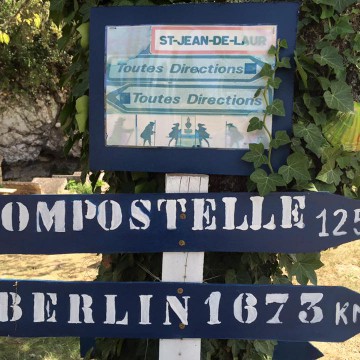 ST-JEAN-DE-LAUR
Toutes Directions
Toutes Directions
OMPOSTELLE 125
BERLIN 1673 KM